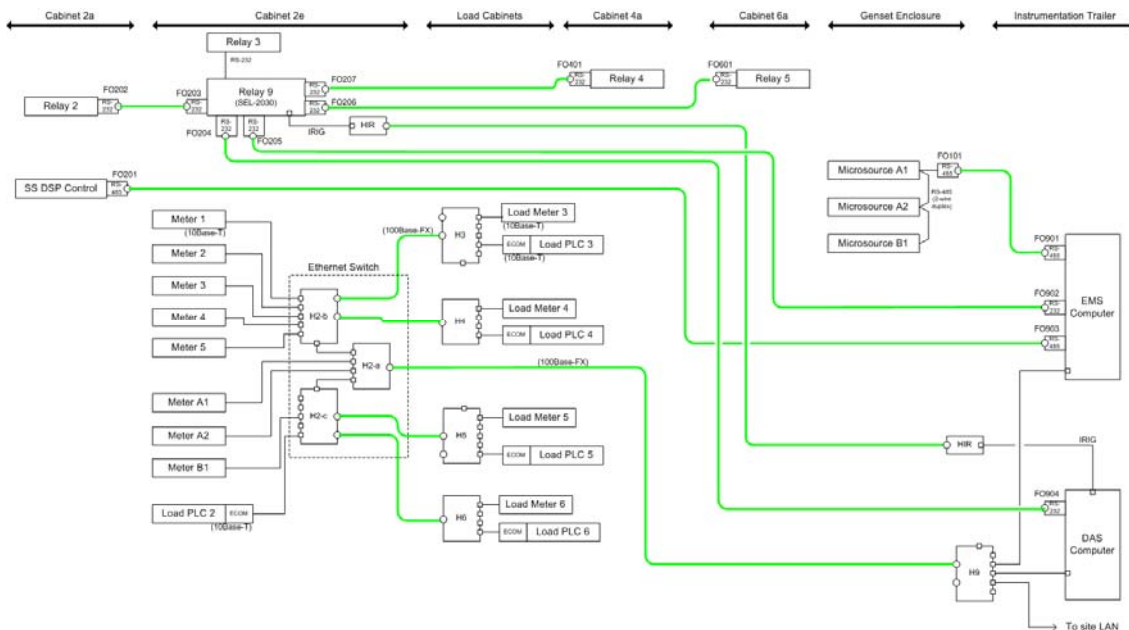 Cabinet 2a
Cabinet 2e
Load Cabinets
Cabinet 4a
Cabinet 6a
Genset Enclosure
Instrumentation Trailer
Relay 3
RS-232
FO207
FO401
RS-232
Relay 4
FO601
RS-232
Relay 5
FO202
Relay 2
RS-232
FO203
RS-232
Relay 9
(SEL-2030)
RS-232
RS-232
FO206
RS-232
RS-232
FO204
FO205
IRIG
HIR
FO201
SS DSP Control
RS-485
Microsource A1
FO101
RS-485
RS-485
(2-wire
duplex)
Microsource A2
Microsource B1
Meter 1
(10Base-T)
Meter 2
Meter 3
Meter 4
Meter 5
Meter A1
Meter A2
Meter B1
Load PLC 2
ECOM
(10Base-T)
Ethernet Switch
H2-b
H2-a
H2-c
(100Base-FX)
H3
Load Meter 3
(10Base-T)
ECOM
Load PLC 3
(10Base-T)
H4
Load Meter 4
ECOM
Load PLC 4
(100Base-FX)
H5
Load Meter 5
ECOM
Load PLC 5
H6
Load Meter 6
ECOM
Load PLC 6
FO901
RS-485
FO902
RS-232
FO903
RS-485
EMS
Computer
HIR
IRIG
FO904
RS-232
DAS
Computer
H9
To site LAN